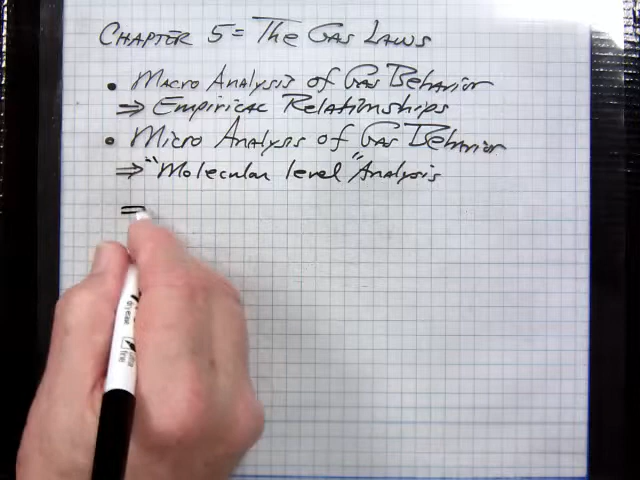 CHAPTER 5 = The Gas Laws
• Macro Analysis of Gas Behavior
⇒ Empirical Relationships
• Micro Analysis of Gas Behavior
⇒ "Molecular level" Analysis
=